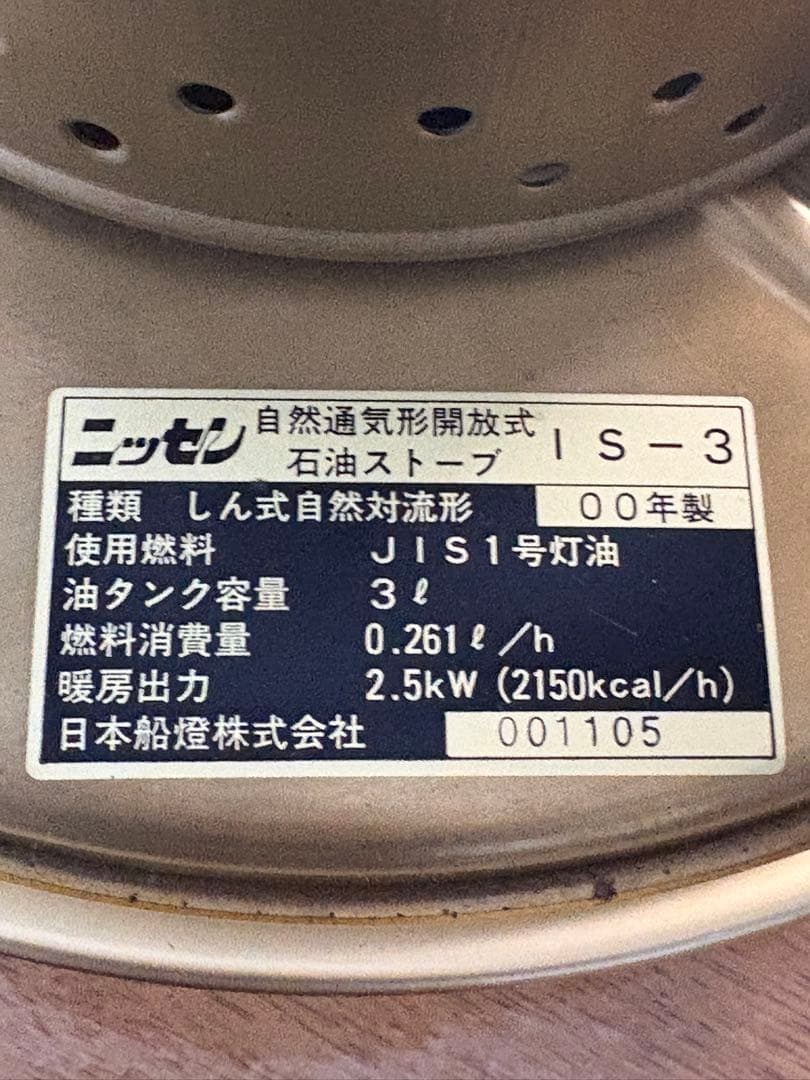 ニッセン 自然通気形開放式 IS-3
石油ストーブ
種類 しん式自然対流形 00年製
使用燃料 JIS1号灯油
油タンク容量 3ℓ
燃料消費量 0.261ℓ/h
暖房出力 2.5kW (2150kcal/h)
日本船燈株式会社 001105